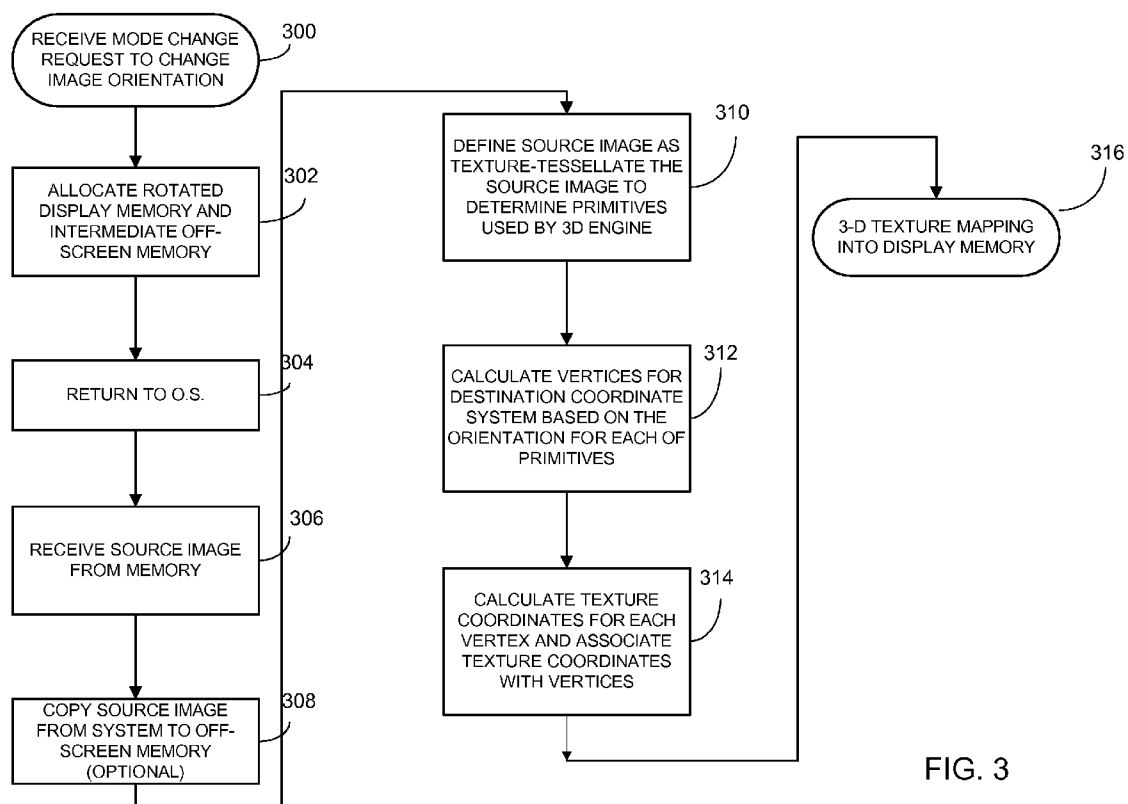 RECEIVE MODE CHANGE
REQUEST TO CHANGE
IMAGE ORIENTATION
300
ALLOCATE ROTATED
DISPLAY MEMORY AND
INTERMEDIATE OFF-
SCREEN MEMORY
302
RETURN TO O.S.
304
RECEIVE SOURCE IMAGE
FROM MEMORY
306
COPY SOURCE IMAGE
FROM SYSTEM TO OFF-
SCREEN MEMORY
(OPTIONAL)
308
DEFINE SOURCE IMAGE AS
TEXTURE-TESSELLATE THE
SOURCE IMAGE TO
DETERMINE PRIMITIVES
USED BY 3D ENGINE
310
CALCULATE VERTICES FOR
DESTINATION COORDINATE
SYSTEM BASED ON THE
ORIENTATION FOR EACH OF
PRIMITIVES
312
CALCULATE TEXTURE
COORDINATES FOR EACH
VERTEX AND ASSOCIATE
TEXTURE COORDINATES
WITH VERTICES
314
3-D TEXTURE MAPPING
INTO DISPLAY MEMORY
316
FIG. 3